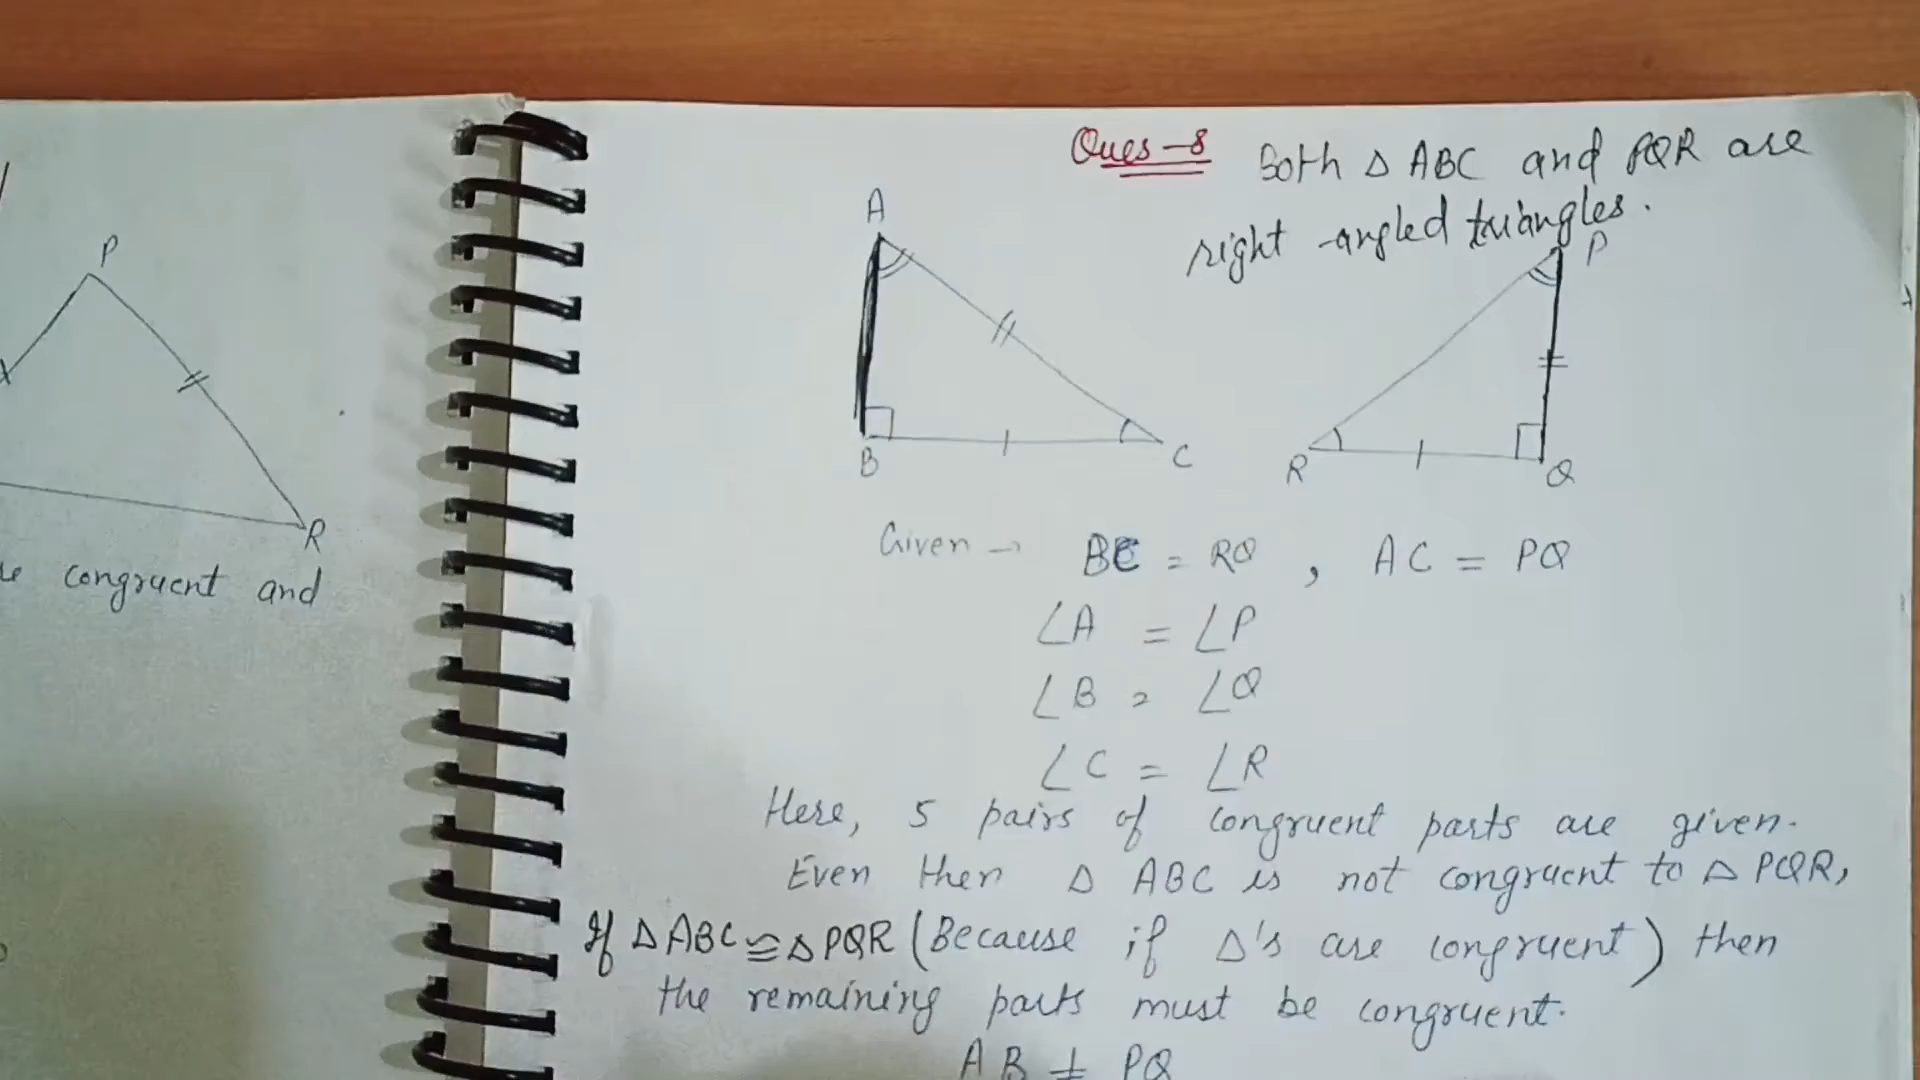 Ques-8 Both Δ ABC and PQR are
right-angled triangles.
A
P
B
C
R
Q
Given → BC = RQ , AC = PQ
∠A = ∠P
∠B = ∠Q
∠C = ∠R
Here, 5 pairs of congruent parts are given.
Even then Δ ABC is not congruent to Δ PQR,
If Δ ABC ≅ Δ PQR (Because if Δ's are congruent) then
the remaining parts must be congruent.
AB ≠ PQ
P
R
congruent and